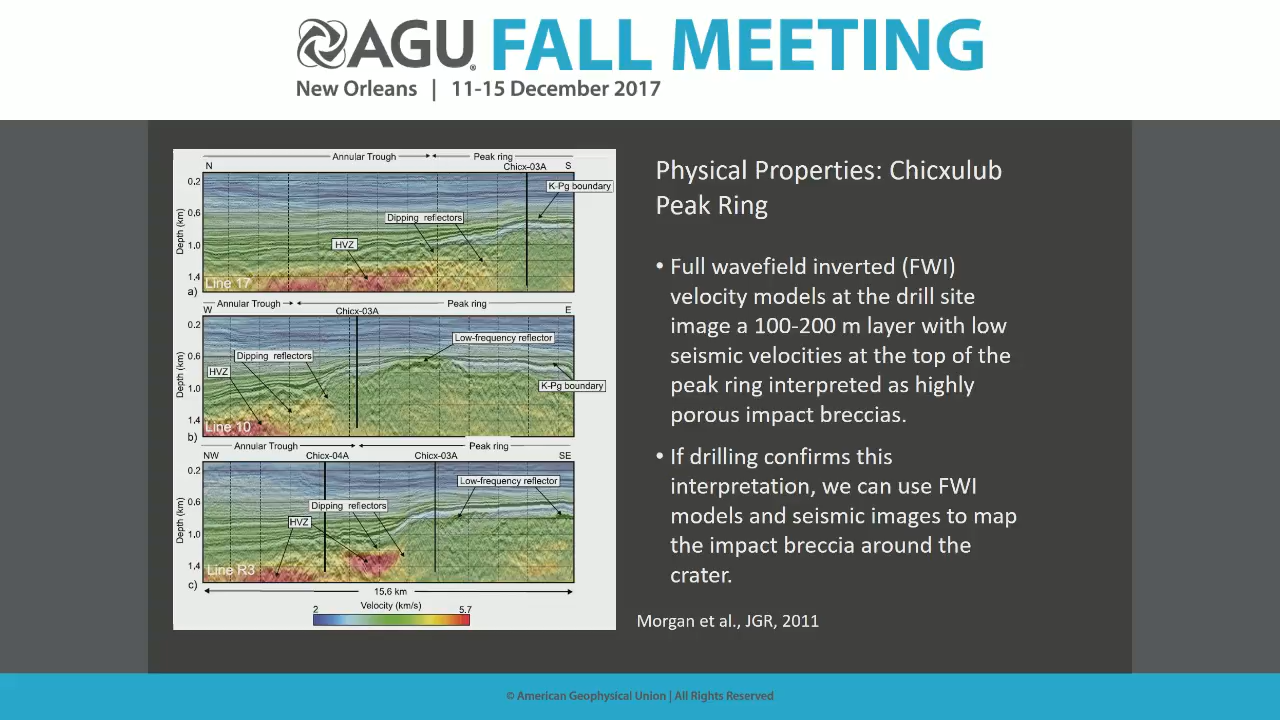 AGU FALL MEETING
New Orleans | 11-15 December 2017
Annular Trough Peak ring
N Chicx-03A S
K-Pg boundary
Dipping reflectors
HVZ
Depth (km)
0.2
0.6
1.0
1.4
Line 17
a)
Annular Trough Peak ring
W Chicx-03A E
Low-frequency reflector
Dipping reflectors
HVZ
K-Pg boundary
Depth (km)
0.2
0.6
1.0
1.4
Line 10
b)
Annular Trough Peak ring
NW Chicx-04A Chicx-03A SE
Low-frequency reflector
Dipping reflectors
HVZ
Depth (km)
0.2
0.6
1.0
1.4
Line R3
c)
15.6 km
Velocity (km/s)
2 5.7
Physical Properties: Chicxulub
Peak Ring
• Full wavefield inverted (FWI)
velocity models at the drill site
image a 100-200 m layer with low
seismic velocities at the top of the
peak ring interpreted as highly
porous impact breccias.
• If drilling confirms this
interpretation, we can use FWI
models and seismic images to map
the impact breccia around the
crater.
Morgan et al., JGR, 2011
© American Geophysical Union | All Rights Reserved